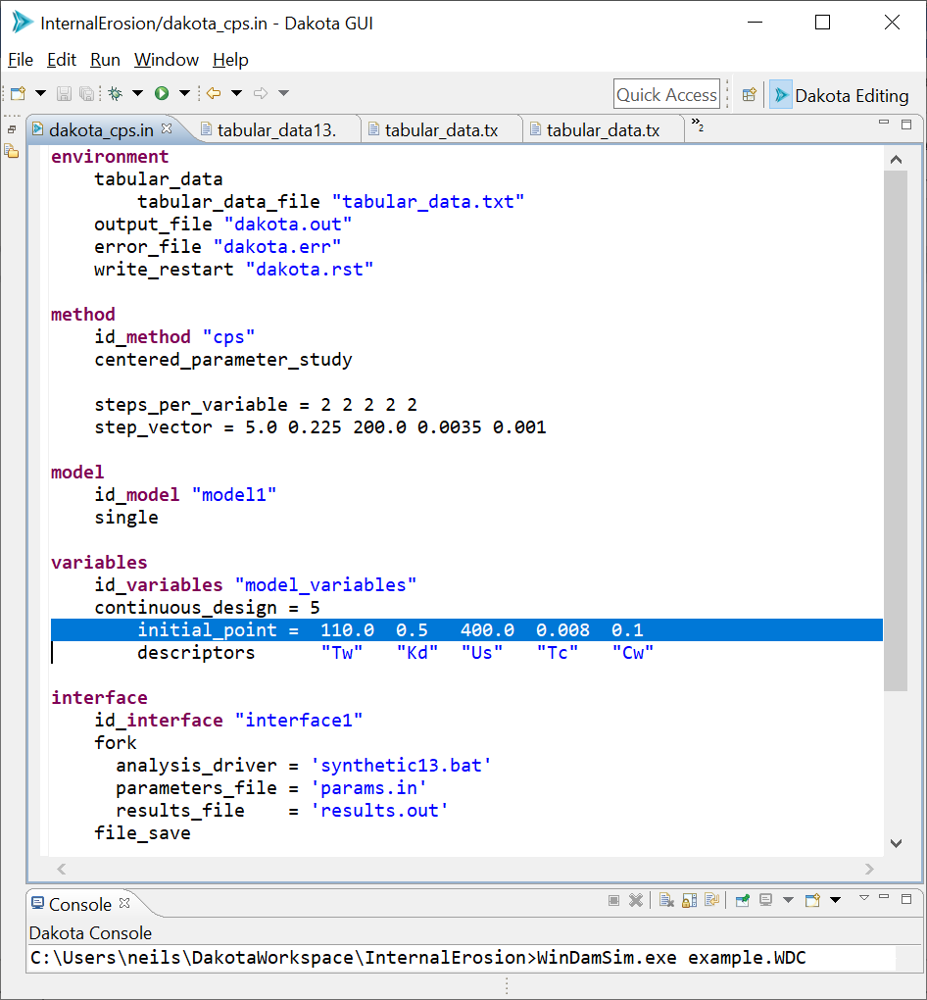 InternalErosion/dakota_cps.in - Dakota GUI
File Edit Run Window Help
Quick Access Dakota Editing
dakota_cps.in tabular_data13. tabular_data.tx tabular_data.tx »2
environment
    tabular_data
        tabular_data_file "tabular_data.txt"
    output_file "dakota.out"
    error_file "dakota.err"
    write_restart "dakota.rst"
method
    id_method "cps"
    centered_parameter_study
    steps_per_variable = 2 2 2 2 2
    step_vector = 5.0 0.225 200.0 0.0035 0.001
model
    id_model "model1"
    single
variables
    id_variables "model_variables"
    continuous_design = 5
        initial_point =  110.0  0.5   400.0  0.008  0.1
        descriptors      "Tw"   "Kd"  "Us"   "Tc"   "Cw"
interface
    id_interface "interface1"
    fork
      analysis_driver = 'synthetic13.bat'
      parameters_file = 'params.in'
      results_file    = 'results.out'
    file_save
Console
Dakota Console
C:\Users\neils\DakotaWorkspace\InternalErosion>WinDamSim.exe example.WDC